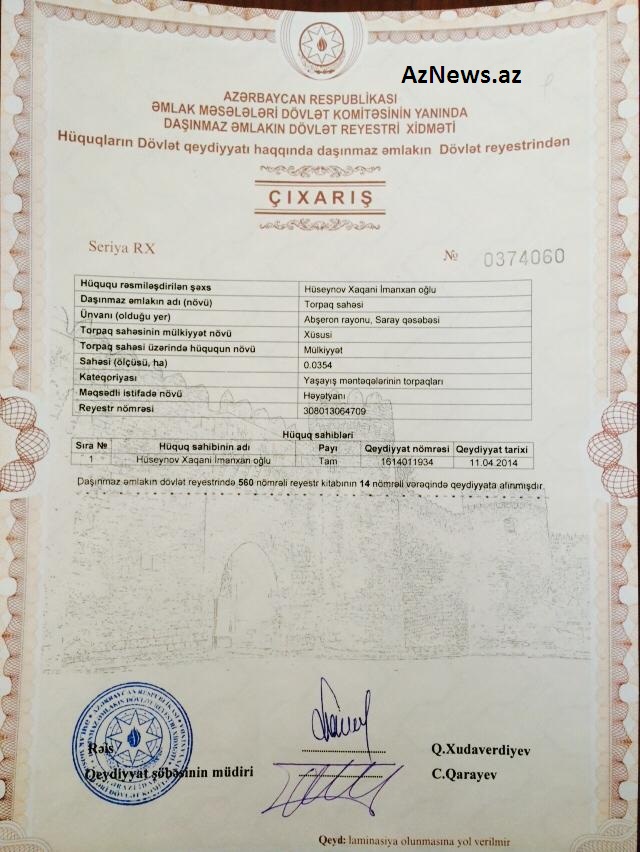 AzNews.az
AZƏRBAYCAN RESPUBLİKASI
ƏMLAK MƏSƏLƏLƏRİ DÖVLƏT KOMİTƏSİNİN YANINDA
DAŞINMAZ ƏMLAKIN DÖVLƏT REYESTRİ XİDMƏTİ
Hüquqların Dövlət qeydiyyatı haqqında daşınmaz əmlakın Dövlət reyestrindən
ÇIXARIŞ
Seriya RX № 0374060
Hüququ rəsmiləşdirilən şəxs Hüseynov Xaqani İmanxan oğlu
Daşınmaz əmlakın adı (növü) Torpaq sahəsi
Ünvanı (olduğu yer) Abşeron rayonu, Saray qəsəbəsi
Torpaq sahəsinin mülkiyyət növü Xüsusi
Torpaq sahəsi üzərində hüququn növü Mülkiyyət
Sahəsi (ölçüsü, ha) 0.0354
Kateqoriyası Yaşayış məntəqələrinin torpaqları
Məqsədli istifadə növü Həyətyanı
Reyestr nömrəsi 308013064709
Hüquq sahibləri
Sıra № Hüquq sahibinin adı Payı Qeydiyyat nömrəsi Qeydiyyat tarixi
1 Hüseynov Xaqani İmanxan oğlu Tam 1614011934 11.04.2014
Daşınmaz əmlakın dövlət reyestrində 560 nömrəli reyestr kitabının 14 nömrəli vərəqində qeydiyyata alınmışdır.
Rəis Q.Xudaverdiyev
Qeydiyyat şöbəsinin müdiri C.Qarayev
Qeyd: laminasiya olunmasına yol verilmir